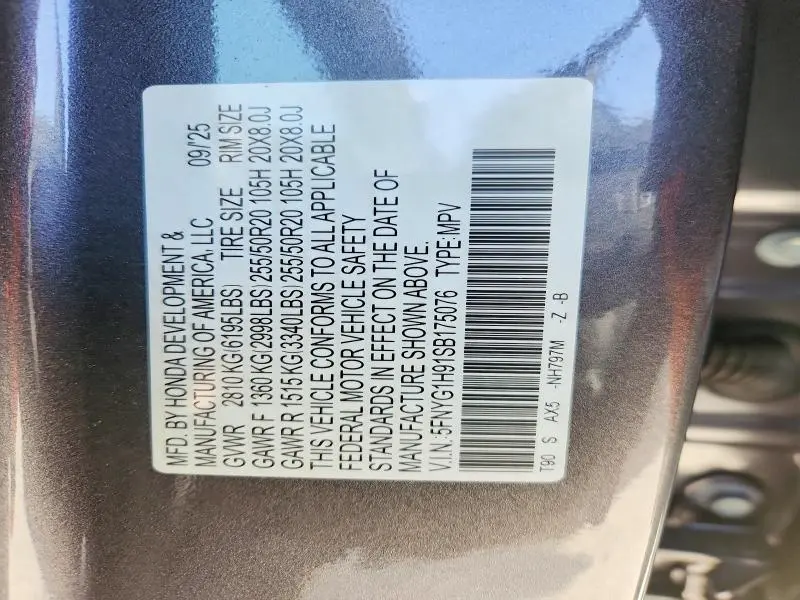 MFD. BY HONDA DEVELOPMENT &
MANUFACTURING OF AMERICA, LLC 09/'25
GVWR 2810 KG(6195LBS) TIRE SIZE RIM SIZE
GAWR F 1360 KG(2998LBS)255/50R20 105H 20X8.0J
GAWR R 1515 KG(3340LBS)255/50R20 105H 20X8.0J
THIS VEHICLE CONFORMS TO ALL APPLICABLE
FEDERAL MOTOR VEHICLE SAFETY
STANDARDS IN EFFECT ON THE DATE OF
MANUFACTURE SHOWN ABOVE.
V.I.N.:5FNYG1H91SB175076 TYPE:MPV
T90 S AX5 -NH797M -Z -B